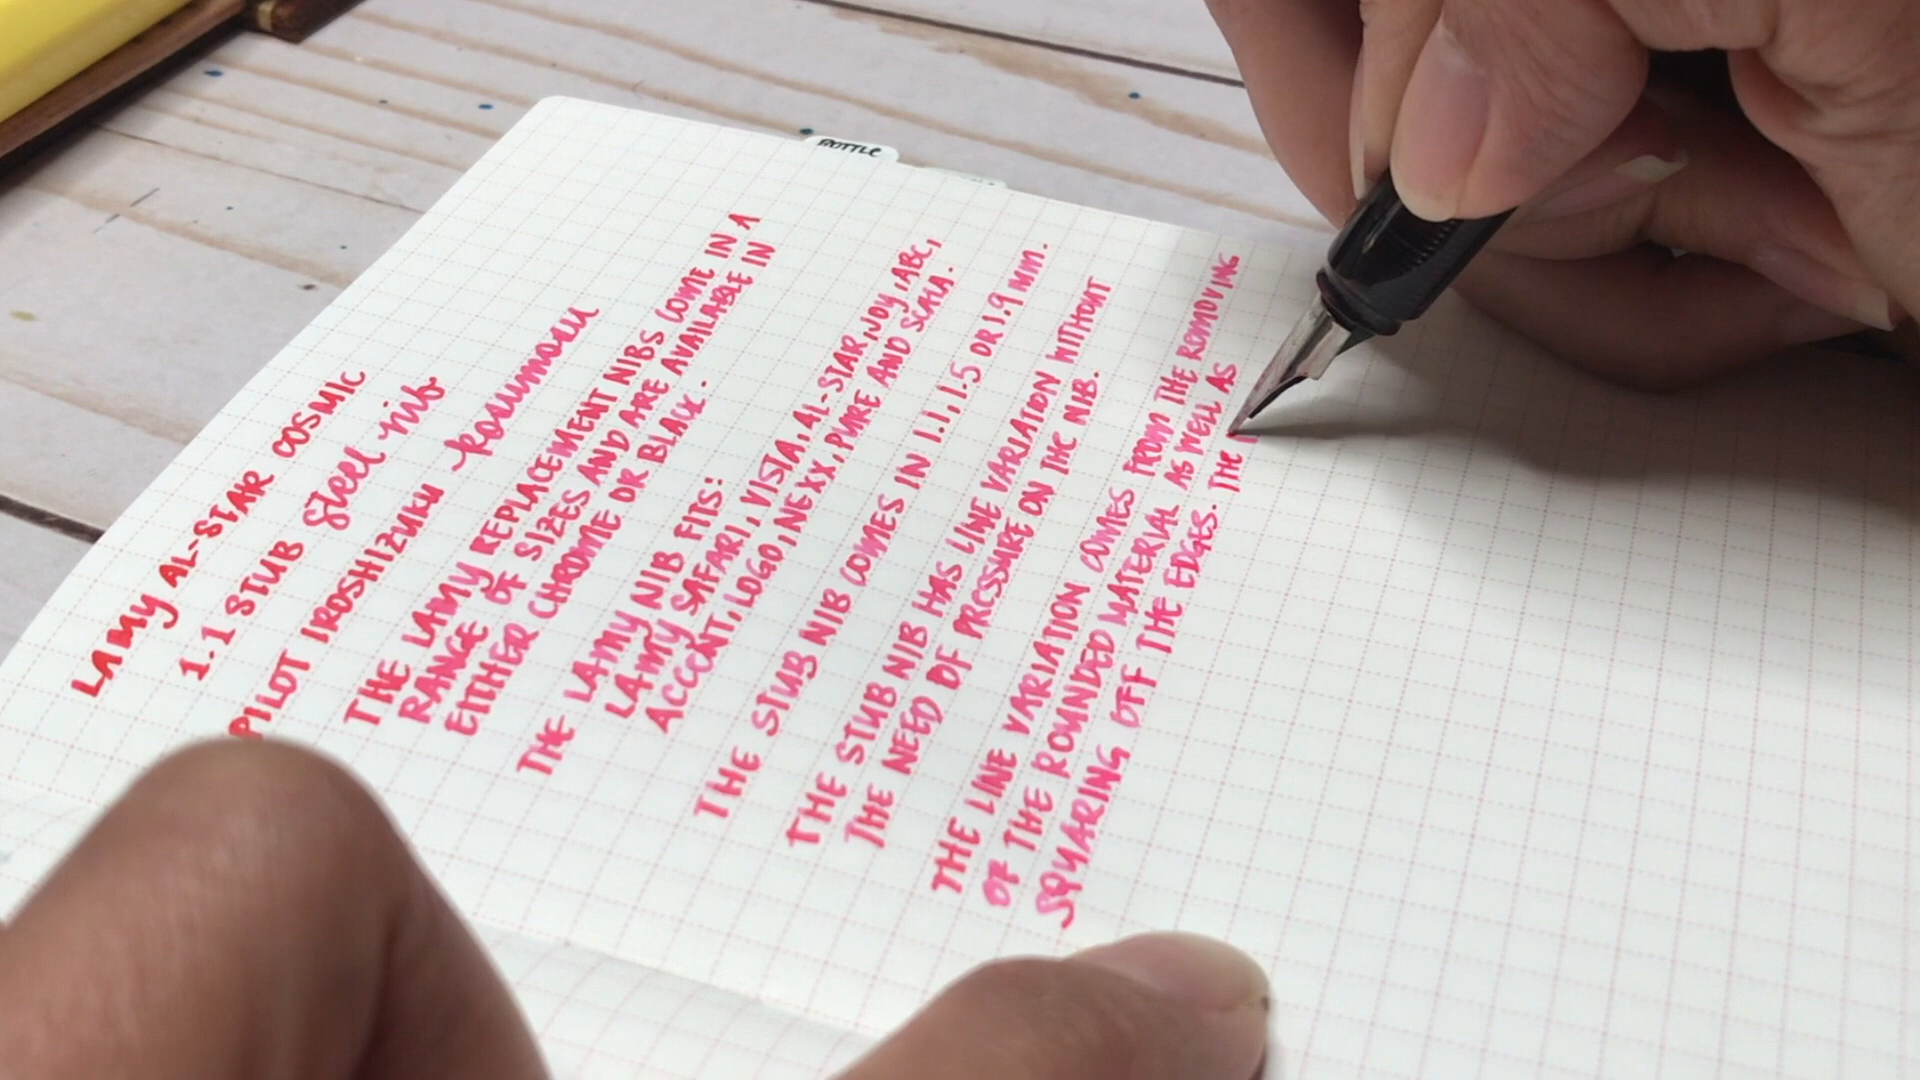 BOTTLE
LAMY AL-STAR COSMIC
1.1 STUB steel nib
PILOT IROSHIZUKU kosumosu
THE LAMY REPLACEMENT NIBS COME IN A
RANGE OF SIZES AND ARE AVAILABLE IN
EITHER CHROME OR BLACK.
THE LAMY NIB FITS:
LAMY SAFARI, VISTA, AL-STAR, JOY, ABC,
ACCENT, LOGO, NEXX, PURE AND SCALA.
THE STUB NIB COMES IN 1.1, 1.5 OR 1.9 MM.
THE STUB NIB HAS LINE VARIATION WITHOUT
THE NEED OF PRESSURE ON THE NIB.
THE LINE VARIATION COMES FROM THE REMOVING
OF THE ROUNDED MATERIAL AS WELL AS
SQUARING OFF THE EDGES. THE